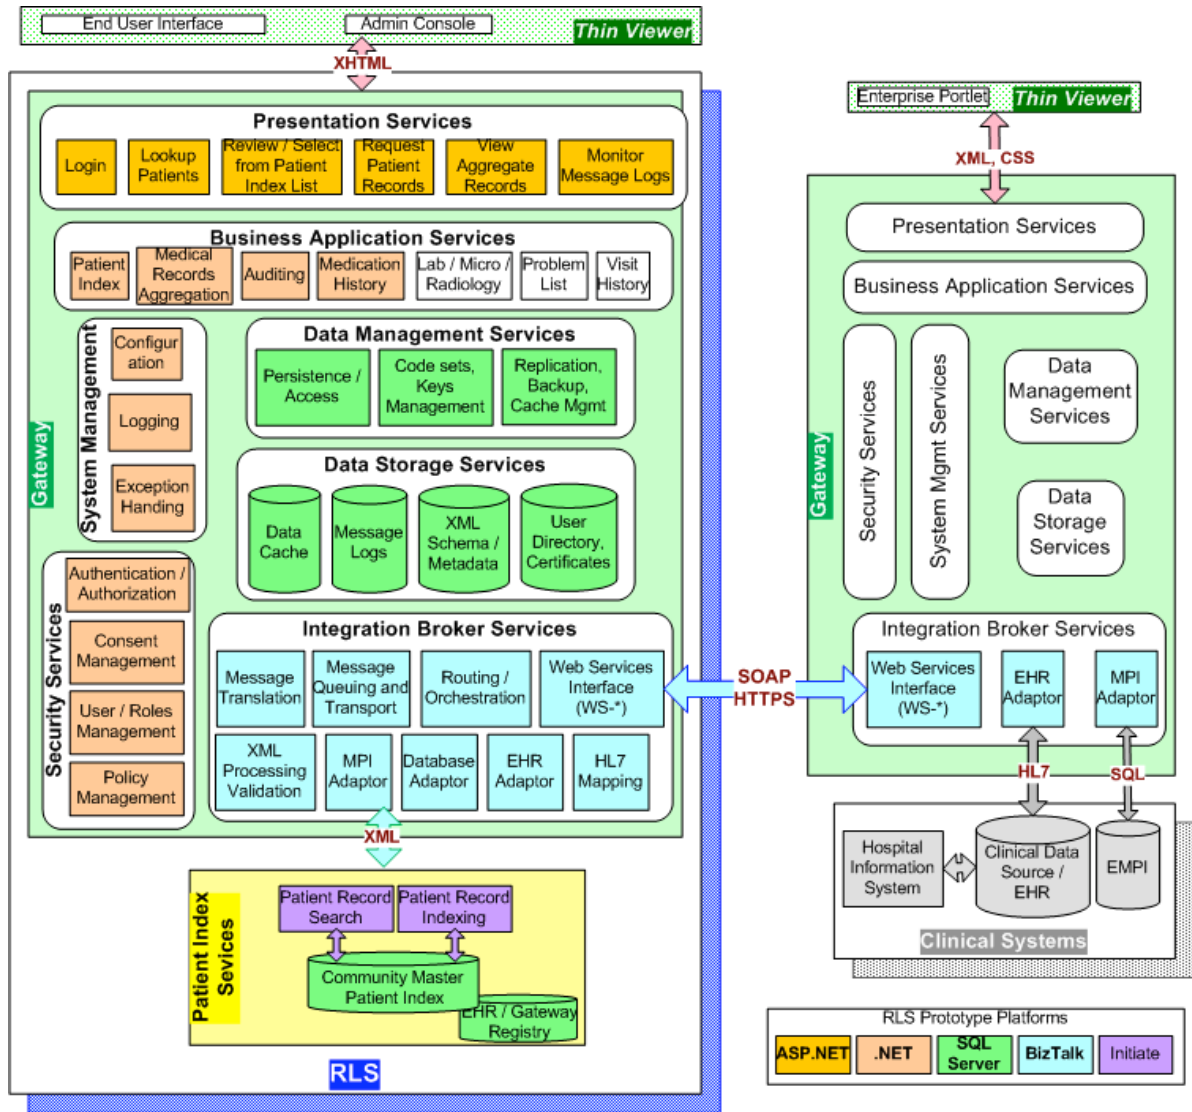 End User Interface
Admin Console
Thin Viewer
XHTML
Presentation Services
Login
Lookup
Patients
Review / Select
from Patient
Index List
Request
Patient
Records
View
Aggregate
Records
Monitor
Message Logs
Business Application Services
Patient
Index
Medical
Records
Aggregation
Auditing
Medication
History
Lab / Micro /
Radiology
Problem
List
Visit
History
System Management
Configur
ation
Logging
Exception
Handing
Gateway
Data Management Services
Persistence /
Access
Code sets,
Keys
Management
Replication,
Backup,
Cache Mgmt
Data Storage Services
Data
Cache
Message
Logs
XML
Schema /
Metadata
User
Directory,
Certificates
Security Services
Authentication /
Authorization
Consent
Management
User / Roles
Management
Policy
Management
Integration Broker Services
Message
Translation
Message
Queuing and
Transport
Routing /
Orchestration
Web Services
Interface
(WS-*)
XML
Processing
Validation
MPI
Adaptor
Database
Adaptor
EHR
Adaptor
HL7
Mapping
XML
Patient Index
Sevices
Patient Record
Search
Patient Record
Indexing
Community Master
Patient Index
EHR / Gateway
Registry
RLS
SOAP
HTTPS
Enterprise Portlet
Thin Viewer
XML, CSS
Presentation Services
Business Application Services
Gateway
Security Services
System Mgmt Services
Data
Management
Services
Data
Storage
Services
Integration Broker Services
Web Services
Interface
(WS-*)
EHR
Adaptor
MPI
Adaptor
HL7
SQL
Hospital
Information
System
Clinical Data
Source /
EHR
EMPI
Clinical Systems
RLS Prototype Platforms
ASP.NET
.NET
SQL
Server
BizTalk
Initiate